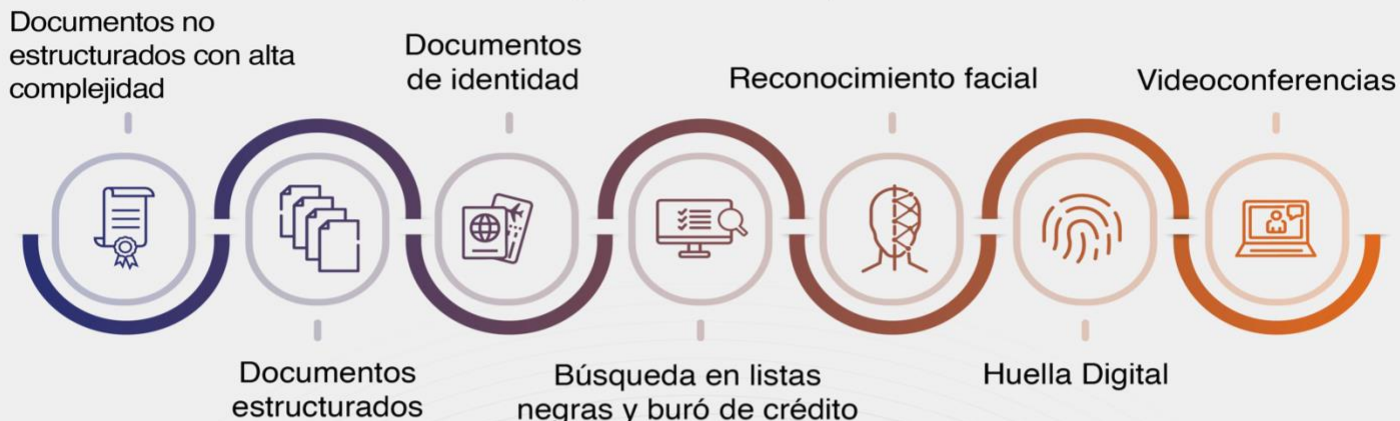 Documentos no
estructurados con alta
complejidad
Documentos
estructurados
Documentos
de identidad
Búsqueda en listas
negras y buró de crédito
Reconocimiento facial
Huella Digital
Videoconferencias